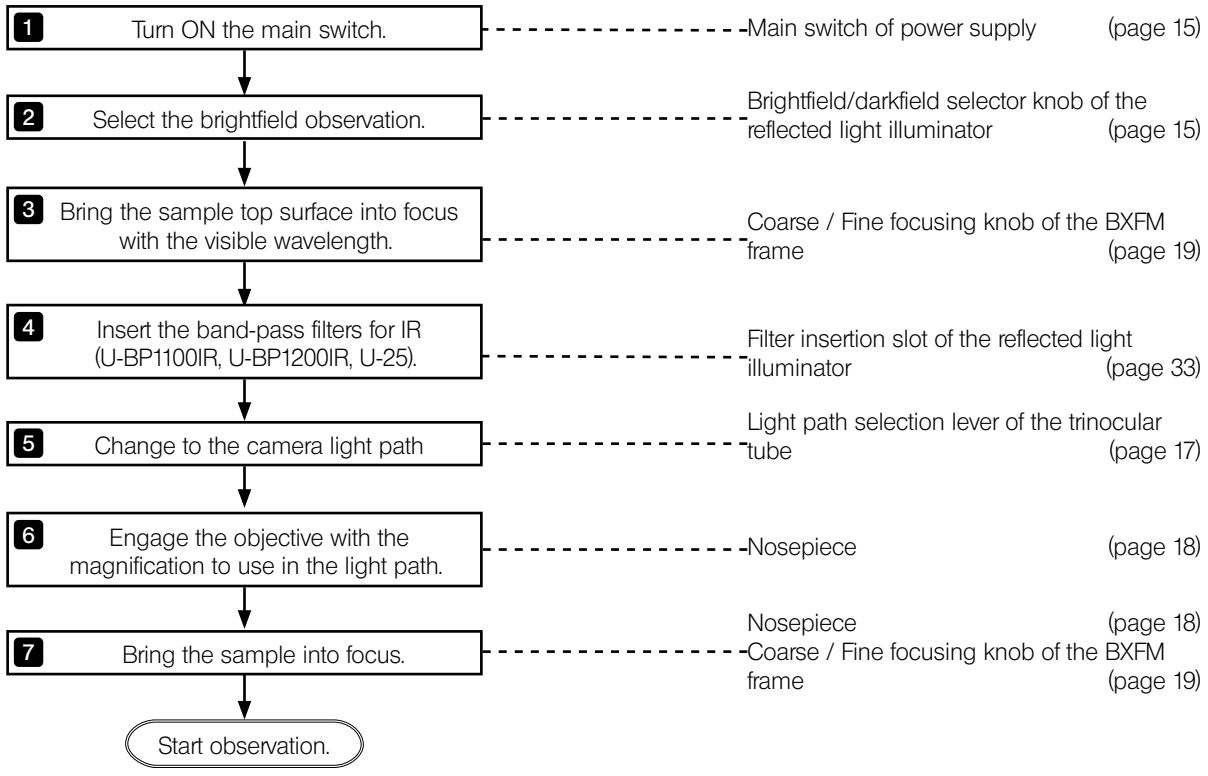 1 Turn ON the main switch.
Main switch of power supply (page 15)
2 Select the brightfield observation.
Brightfield/darkfield selector knob of the
reflected light illuminator (page 15)
3 Bring the sample top surface into focus
with the visible wavelength.
Coarse / Fine focusing knob of the BXFM
frame (page 19)
4 Insert the band-pass filters for IR
(U-BP1100IR, U-BP1200IR, U-25).
Filter insertion slot of the reflected light
illuminator (page 33)
5 Change to the camera light path
Light path selection lever of the trinocular
tube (page 17)
6 Engage the objective with the
magnification to use in the light path.
Nosepiece (page 18)
7 Bring the sample into focus.
Nosepiece (page 18)
Coarse / Fine focusing knob of the BXFM
frame (page 19)
Start observation.